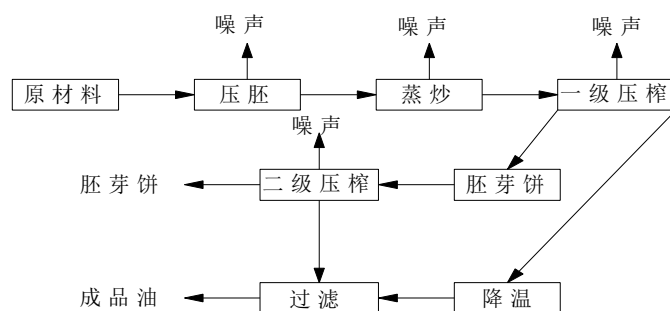 噪声 噪声 噪声
原材料 压胚 蒸炒 一级压榨
噪声
胚芽饼 二级压榨 胚芽饼
成品油 过滤 降温